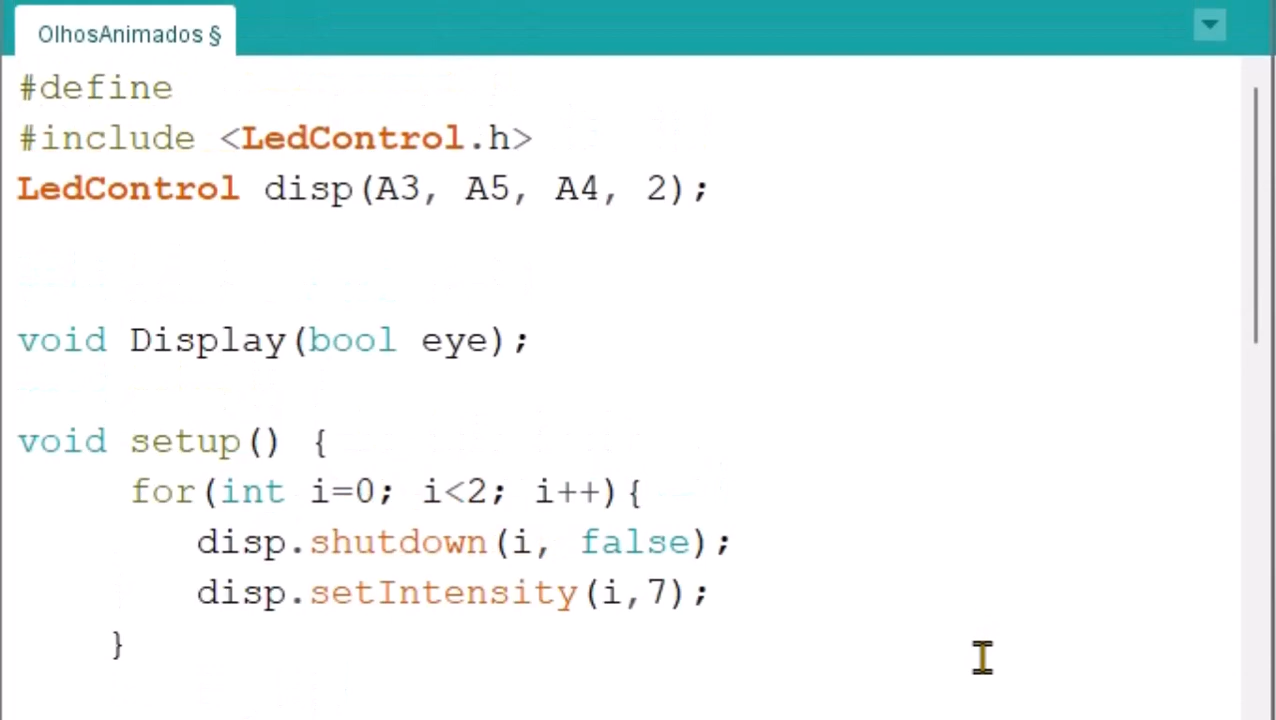 OlhosAnimados §
#define
#include <LedControl.h>
LedControl disp(A3, A5, A4, 2);
void Display(bool eye);
void setup() {
for(int i=0; i<2; i++){
disp.shutdown(i, false);
disp.setIntensity(i,7);
}